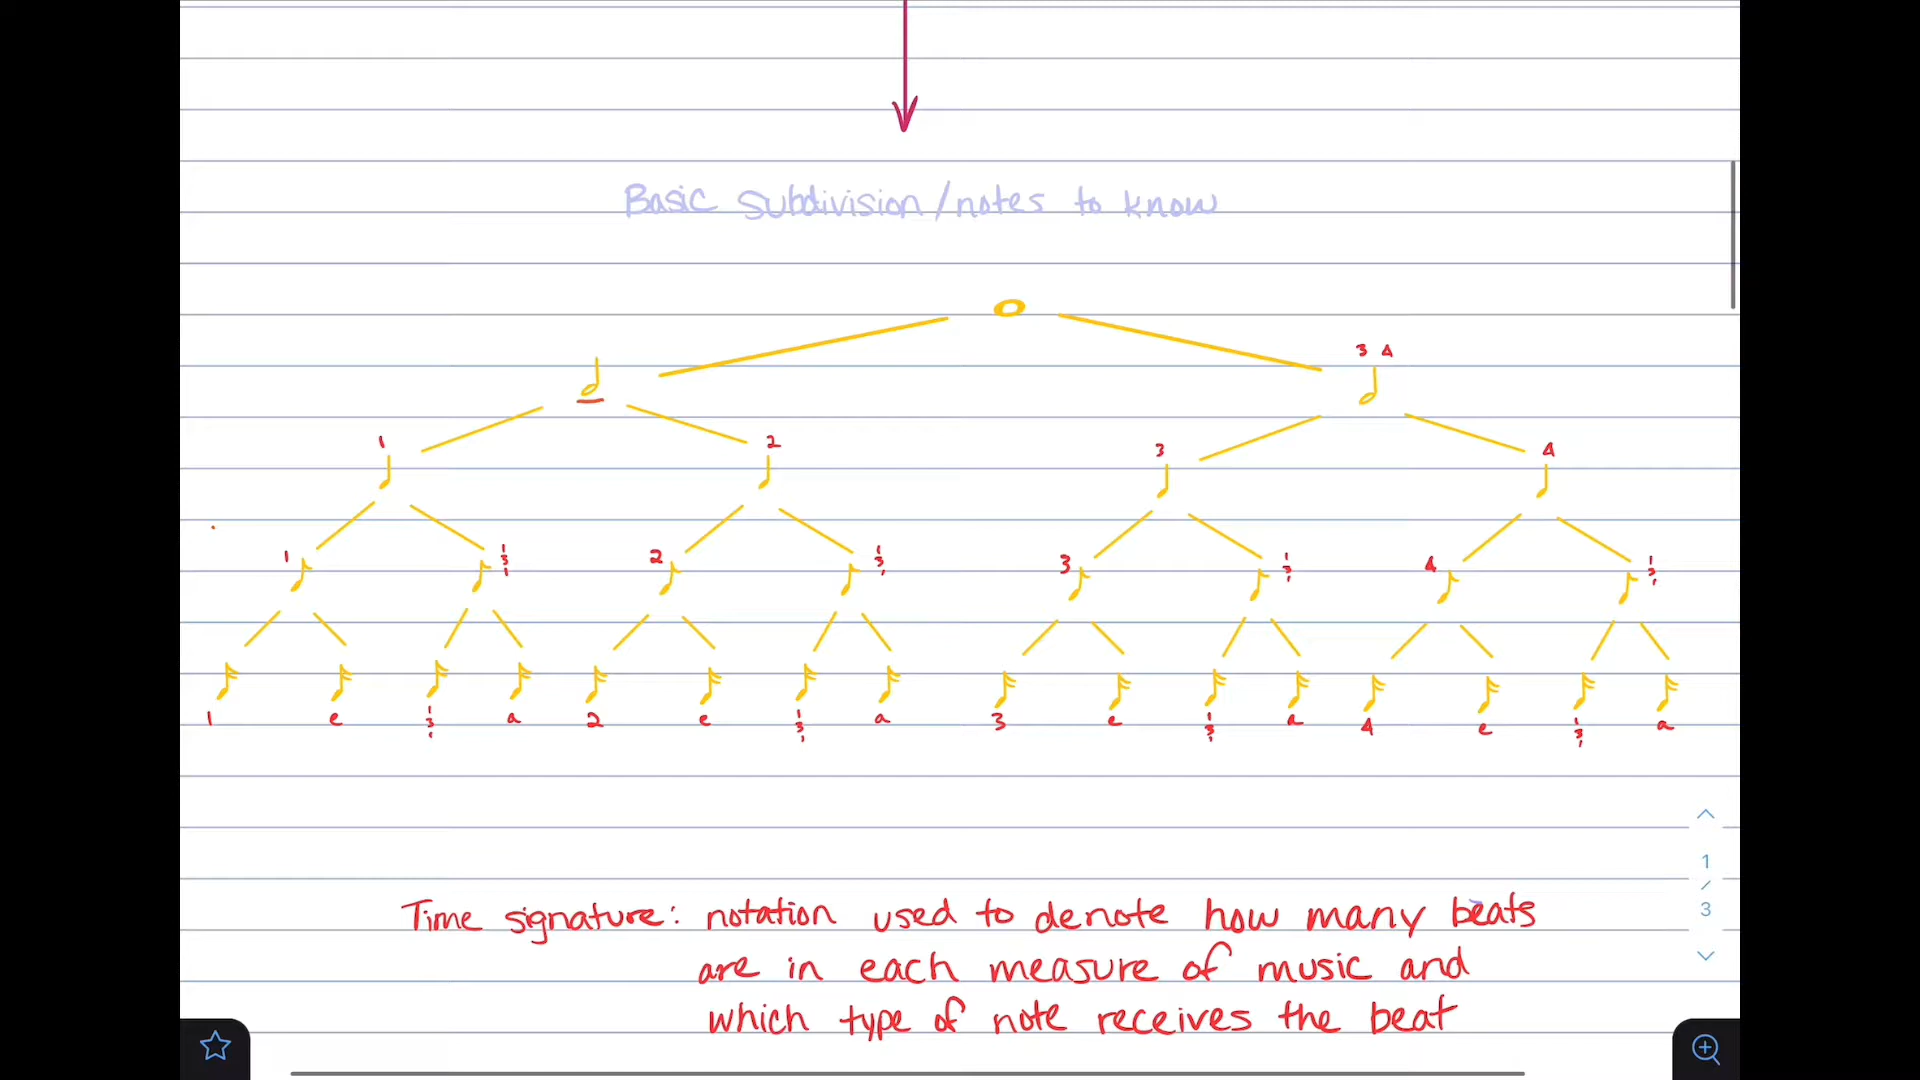 Basic Subdivision/notes to know
3 4
1 2 3 4
1 & 2 & 3 & 4 &
1 e & a 2 e & a 3 e & a 4 e & a
Time signature: notation used to denote how many beats
are in each measure of music and
which type of note receives the beat
1
/
3